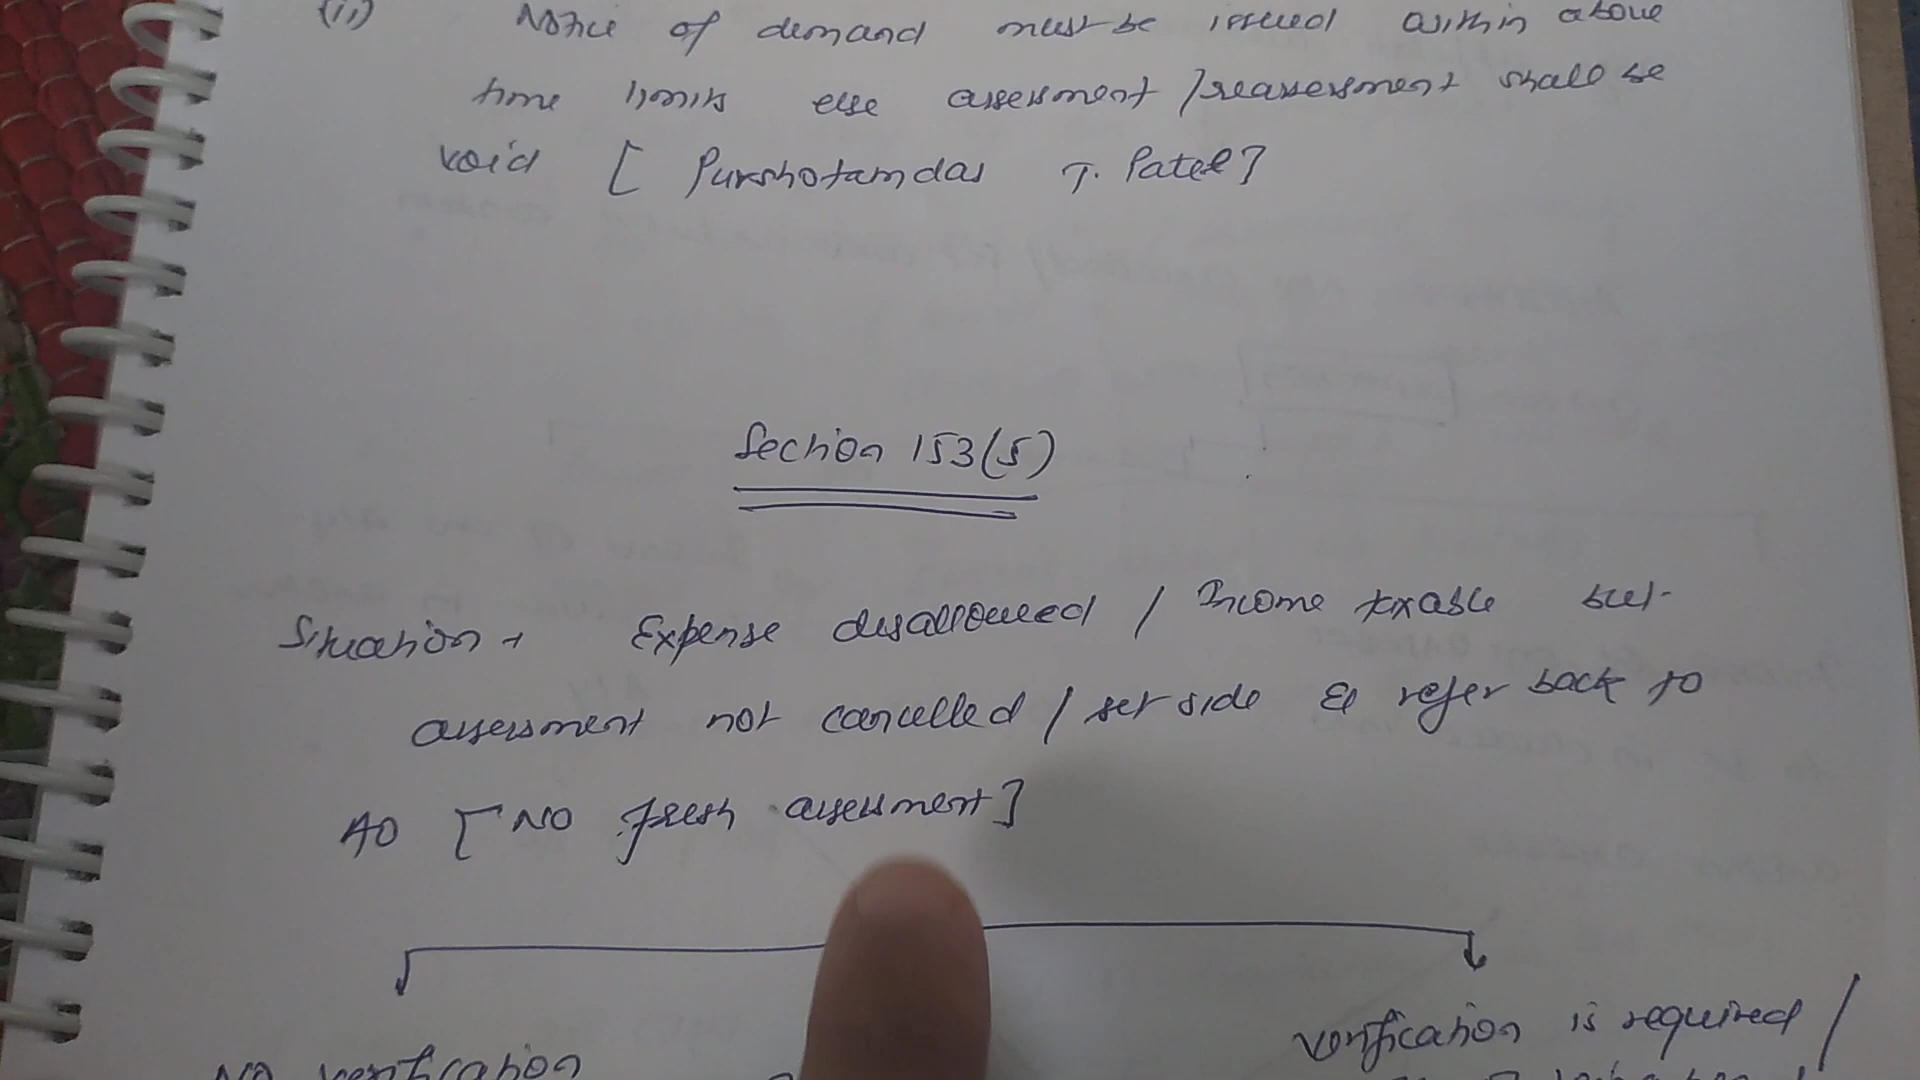 (ii) Notice of demand must be issued within above
time limits else assessment / reassessment shall be
void [ Purshotamdas T. Patel ]
Section 153(5)
Situation → Expense disallowed / Income taxable but
assessment not cancelled / set side & refer back to
AO [ NO fresh assessment ]
verification is required /
No verification